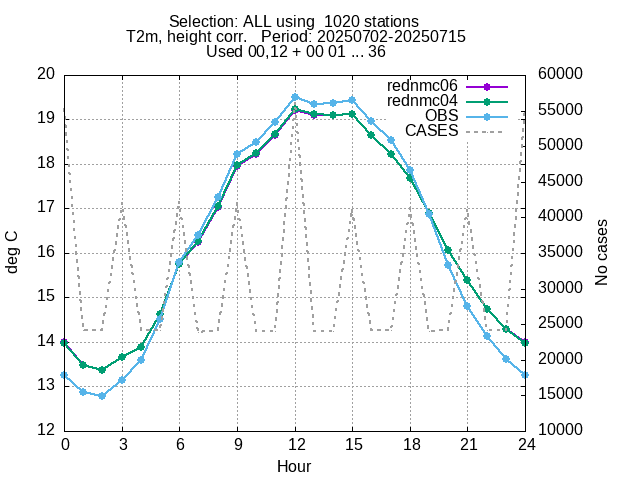 Selection: ALL using  1020 stations
T2m, height corr.   Period: 20250702-20250715
Used 00,12 + 00 01 ... 36
rednmc06
rednmc04
OBS
CASES
deg C
20
19
18
17
16
15
14
13
12
No cases
60000
55000
50000
45000
40000
35000
30000
25000
20000
15000
10000
0 3 6 9 12 15 18 21 24
Hour